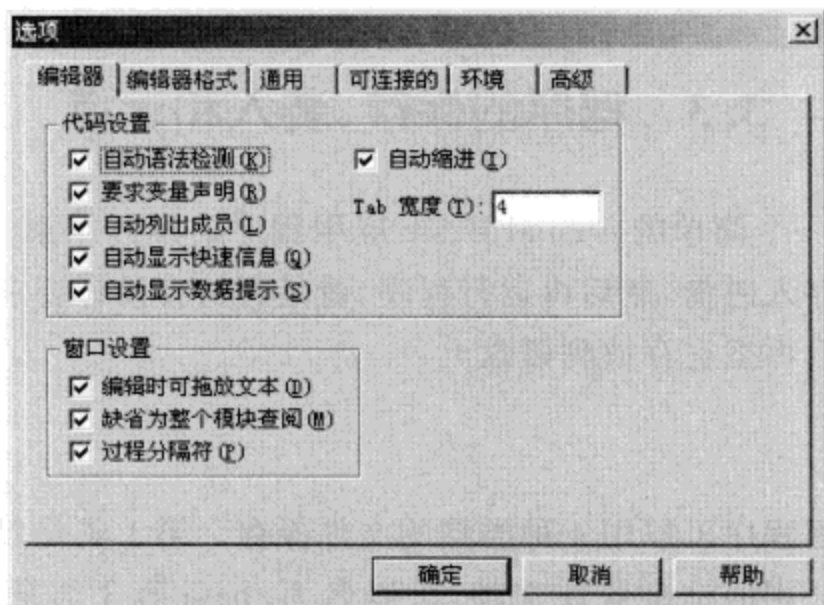 选项
编辑器 编辑器格式 通用 可连接的 环境 高级
代码设置
自动语法检测(K)
自动缩进(I)
要求变量声明(R)
Tab 宽度(T): 4
自动列出成员(L)
自动显示快速信息(Q)
自动显示数据提示(S)
窗口设置
编辑时可拖放文本(D)
缺省为整个模块查阅(M)
过程分隔符(P)
确定 取消 帮助